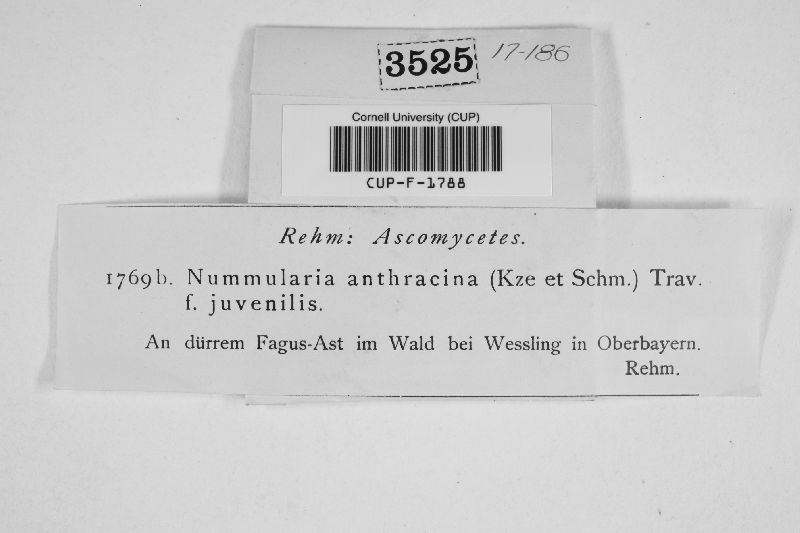 3525 17-186
Cornell University (CUP)
CUP-F-1788
Rehm: Ascomycetes.
1769b. Nummularia anthracina (Kze et Schm.) Trav.
f. juvenilis.
An dürrem Fagus-Ast im Wald bei Wessling in Oberbayern.
Rehm.